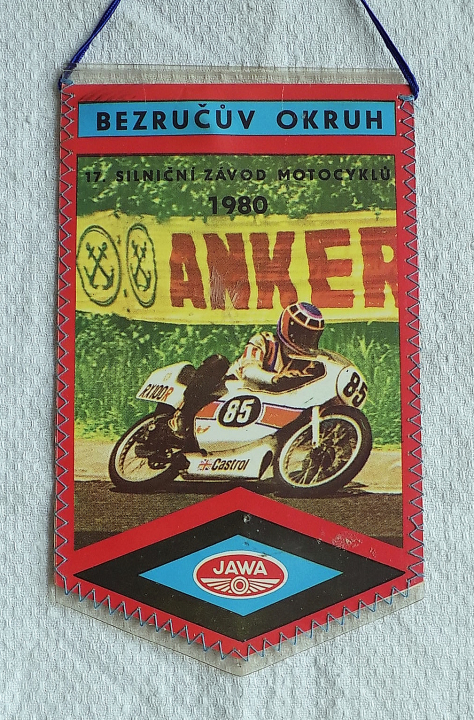 BEZRUČŮV OKRUH
17. SILNIČNÍ ZÁVOD MOTOCYKLŮ
1980
ANKER
85
85
Castrol
JAWA